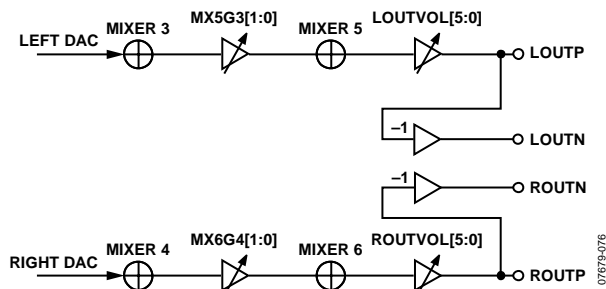 MIXER 3 MX5G3[1:0] MIXER 5 LOUTVOL[5:0]
LEFT DAC LOUTP
–1 LOUTN
–1 ROUTN
MIXER 4 MX6G4[1:0] MIXER 6 ROUTVOL[5:0]
RIGHT DAC ROUTP
07679-076